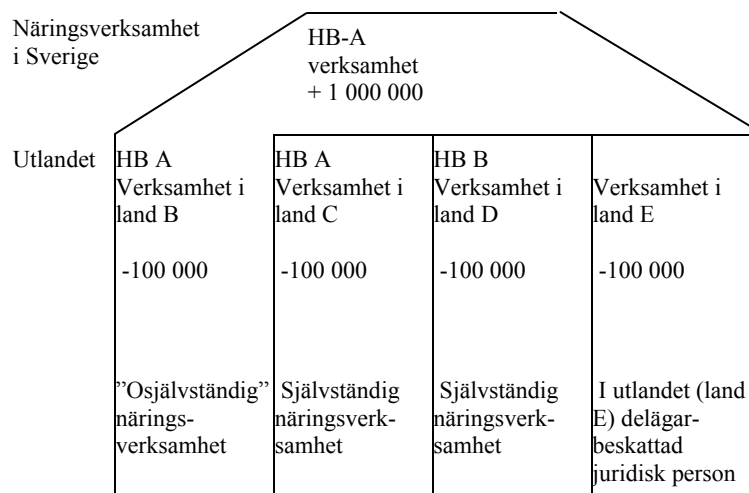 Näringsverksamhet
i Sverige
HB-A
verksamhet
+ 1 000 000
Utlandet
HB A
Verksamhet i
land B
-100 000
”Osjälvständig”
närings-
verksamhet
HB A
Verksamhet i
land C
-100 000
Självständig
näringsverk-
samhet
HB B
Verksamhet i
land D
-100 000
Självständig
näringsverk-
samhet
Verksamhet i
land E
-100 000
I utlandet (land
E) delägar-
beskattad
juridisk person